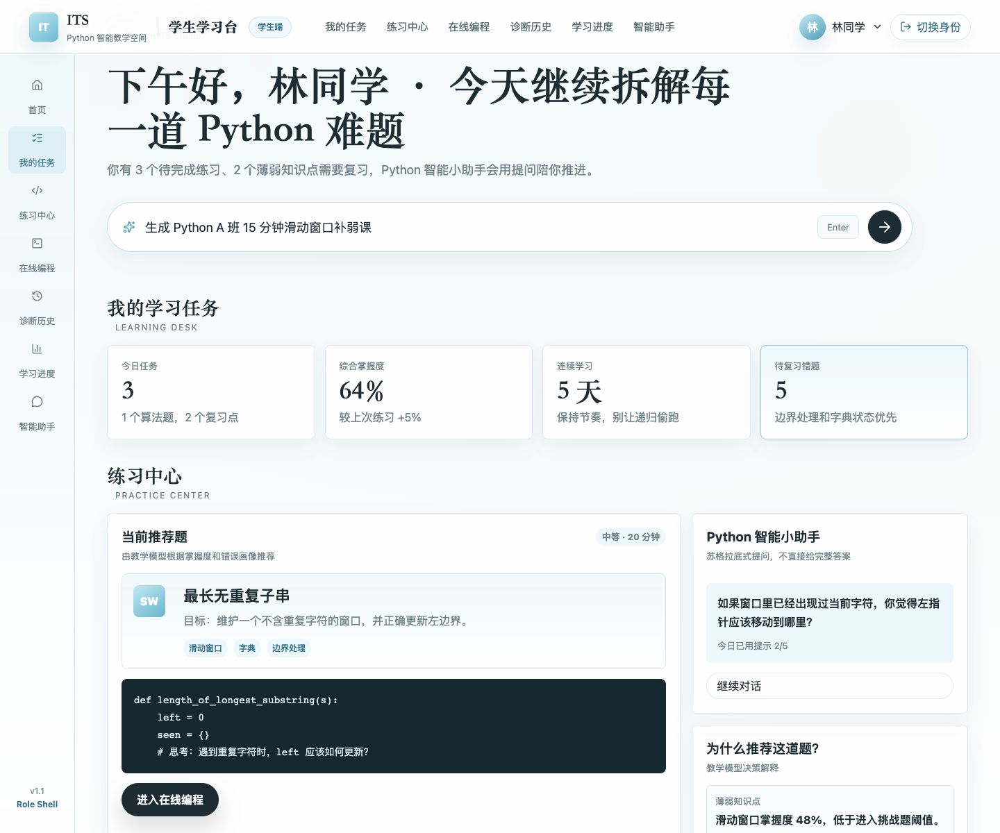 IT
ITS
Python 智能教学空间
学生学习台
学生端
我的任务
练习中心
在线编程
诊断历史
学习进度
智能助手
林
林同学
切换身份
首页
我的任务
练习中心
在线编程
诊断历史
学习进度
智能助手
v1.1
Role Shell
下午好，林同学 · 今天继续拆解每
一道 Python 难题
你有 3 个待完成练习、2 个薄弱知识点需要复习，Python 智能小助手会用提问陪你推进。
生成 Python A 班 15 分钟滑动窗口补弱课
Enter
我的学习任务
LEARNING DESK
今日任务
3
1 个算法题，2 个复习点
综合掌握度
64%
较上次练习 +5%
连续学习
5 天
保持节奏，别让递归偷跑
待复习错题
5
边界处理和字典状态优先
练习中心
PRACTICE CENTER
当前推荐题
中等 · 20 分钟
由教学模型根据掌握度和错误画像推荐
SW
最长无重复子串
目标：维护一个不含重复字符的窗口，并正确更新左边界。
滑动窗口
字典
边界处理
def length_of_longest_substring(s):
    left = 0
    seen = {}
    # 思考：遇到重复字符时，left 应该如何更新？
进入在线编程
Python 智能小助手
苏格拉底式提问，不直接给完整答案
如果窗口里已经出现过当前字符，你觉得左指
针应该移动到哪里？
今日已用提示 2/5
继续对话
为什么推荐这道题？
教学模型决策解释
薄弱知识点
滑动窗口掌握度 48%，低于进入挑战题阈值。